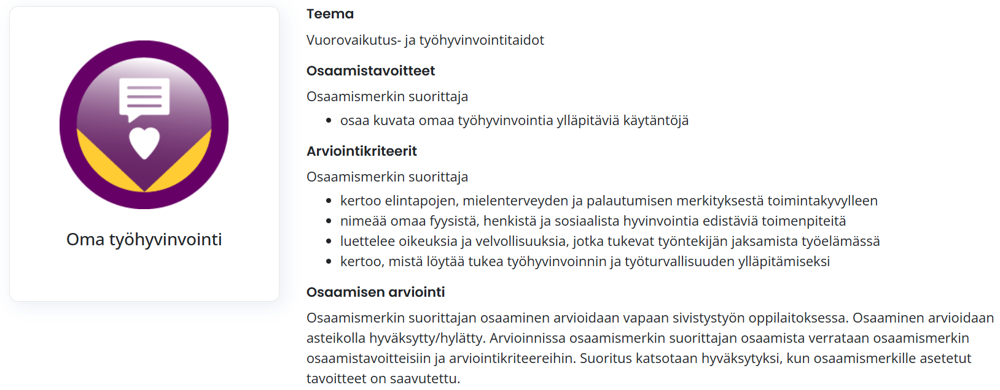 Oma työhyvinvointi
Teema
Vuorovaikutus- ja työhyvinvointitaidot
Osaamistavoitteet
Osaamismerkin suorittaja
• osaa kuvata omaa työhyvinvointia ylläpitäviä käytäntöjä
Arviointikriteerit
Osaamismerkin suorittaja
• kertoo elintapojen, mielenterveyden ja palautumisen merkityksestä toimintakyvylleen
• nimeää omaa fyysistä, henkistä ja sosiaalista hyvinvointia edistäviä toimenpiteitä
• luettelee oikeuksia ja velvollisuuksia, jotka tukevat työntekijän jaksamista työelämässä
• kertoo, mistä löytää tukea työhyvinvoinnin ja työturvallisuuden ylläpitämiseksi
Osaamisen arviointi
Osaamismerkin suorittajan osaaminen arvioidaan vapaan sivistystyön oppilaitoksessa. Osaaminen arvioidaan
asteikolla hyväksytty/hylätty. Arvioinnissa osaamismerkin suorittajan osaamista verrataan osaamismerkin
osaamistavoitteisiin ja arviointikriteereihin. Suoritus katsotaan hyväksytyksi, kun osaamismerkille asetetut
tavoitteet on saavutettu.